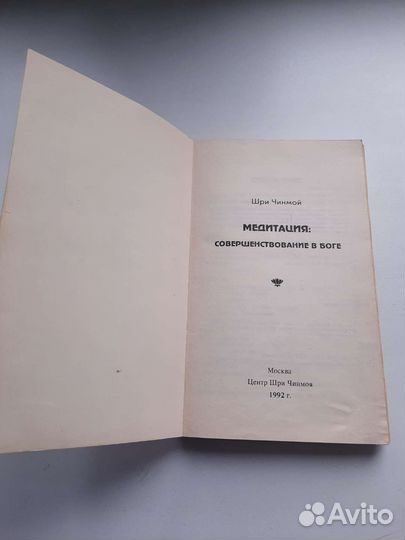 Шри Чинмой
МЕДИТАЦИЯ:
СОВЕРШЕНСТВОВАНИЕ В БОГЕ
Москва
Центр Шри Чинмоя
1992 г.
Avito